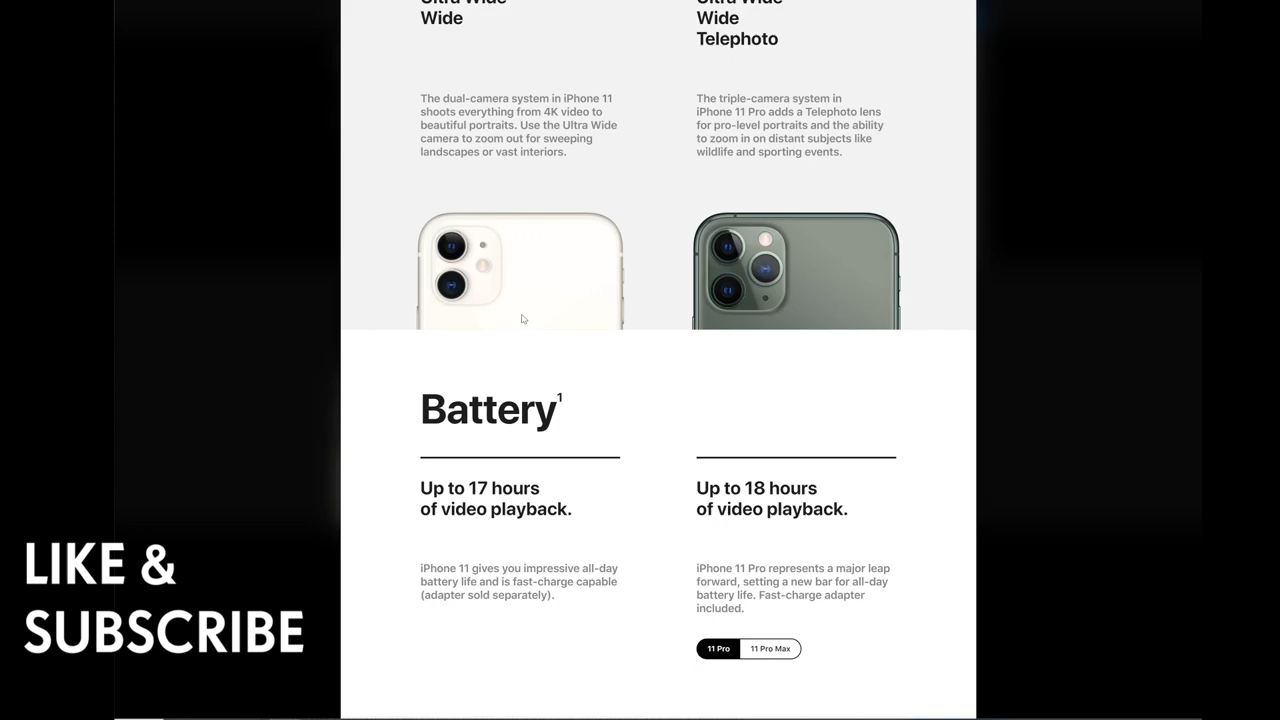 Ultra Wide
Wide
Ultra Wide
Wide
Telephoto
The dual-camera system in iPhone 11
shoots everything from 4K video to
beautiful portraits. Use the Ultra Wide
camera to zoom out for sweeping
landscapes or vast interiors.
The triple-camera system in
iPhone 11 Pro adds a Telephoto lens
for pro-level portraits and the ability
to zoom in on distant subjects like
wildlife and sporting events.
Battery¹
Up to 17 hours
of video playback.
Up to 18 hours
of video playback.
iPhone 11 gives you impressive all-day
battery life and is fast-charge capable
(adapter sold separately).
iPhone 11 Pro represents a major leap
forward, setting a new bar for all-day
battery life. Fast-charge adapter
included.
11 Pro
11 Pro Max
LIKE &
SUBSCRIBE